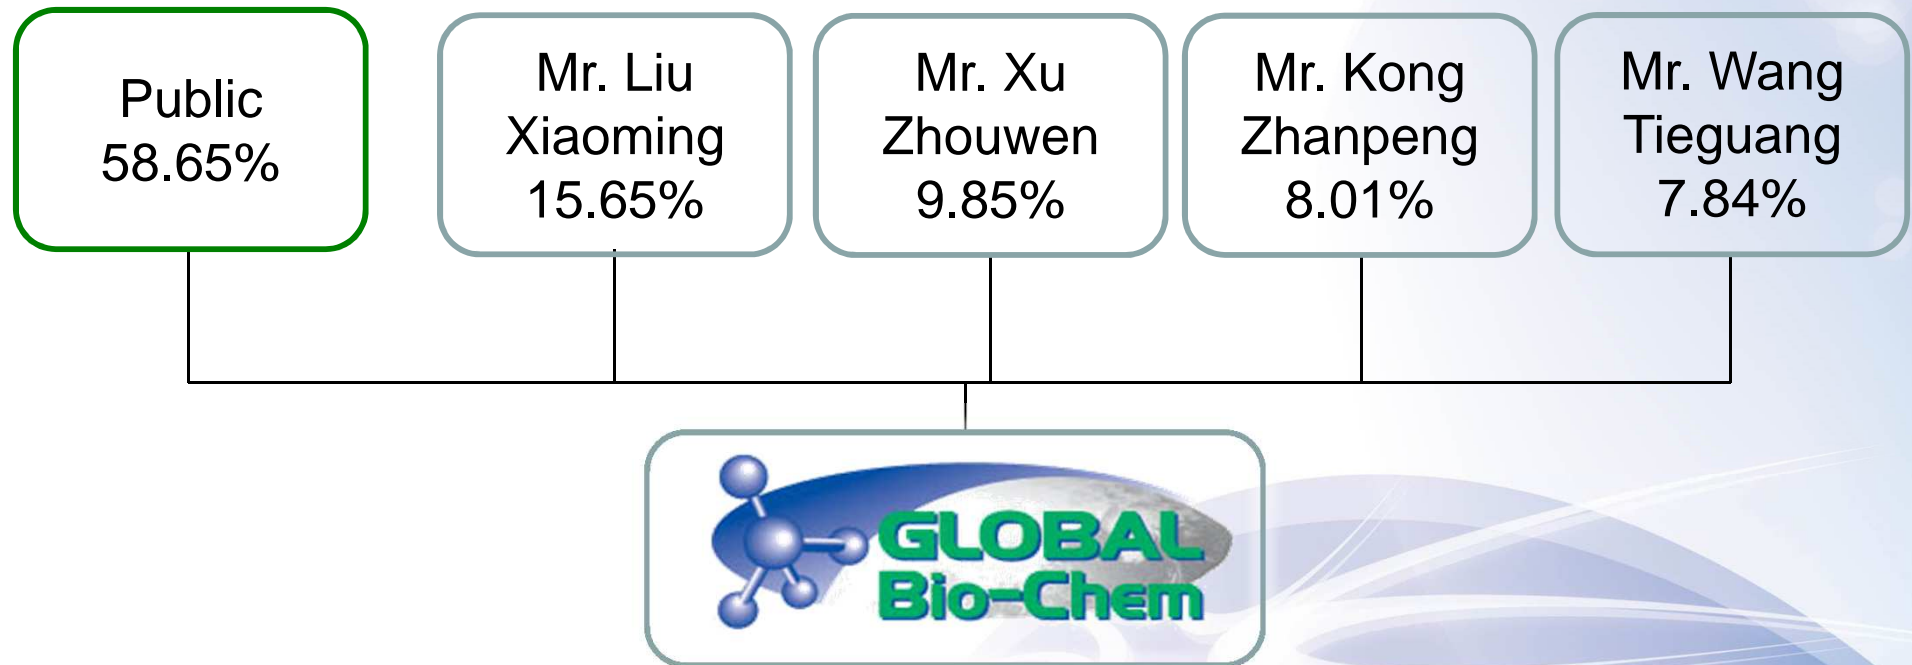 Public
58.65%
Mr. Liu
Xiaoming
15.65%
Mr. Xu
Zhouwen
9.85%
Mr. Kong
Zhanpeng
8.01%
Mr. Wang
Tieguang
7.84%
GLOBAL
Bio-Chem